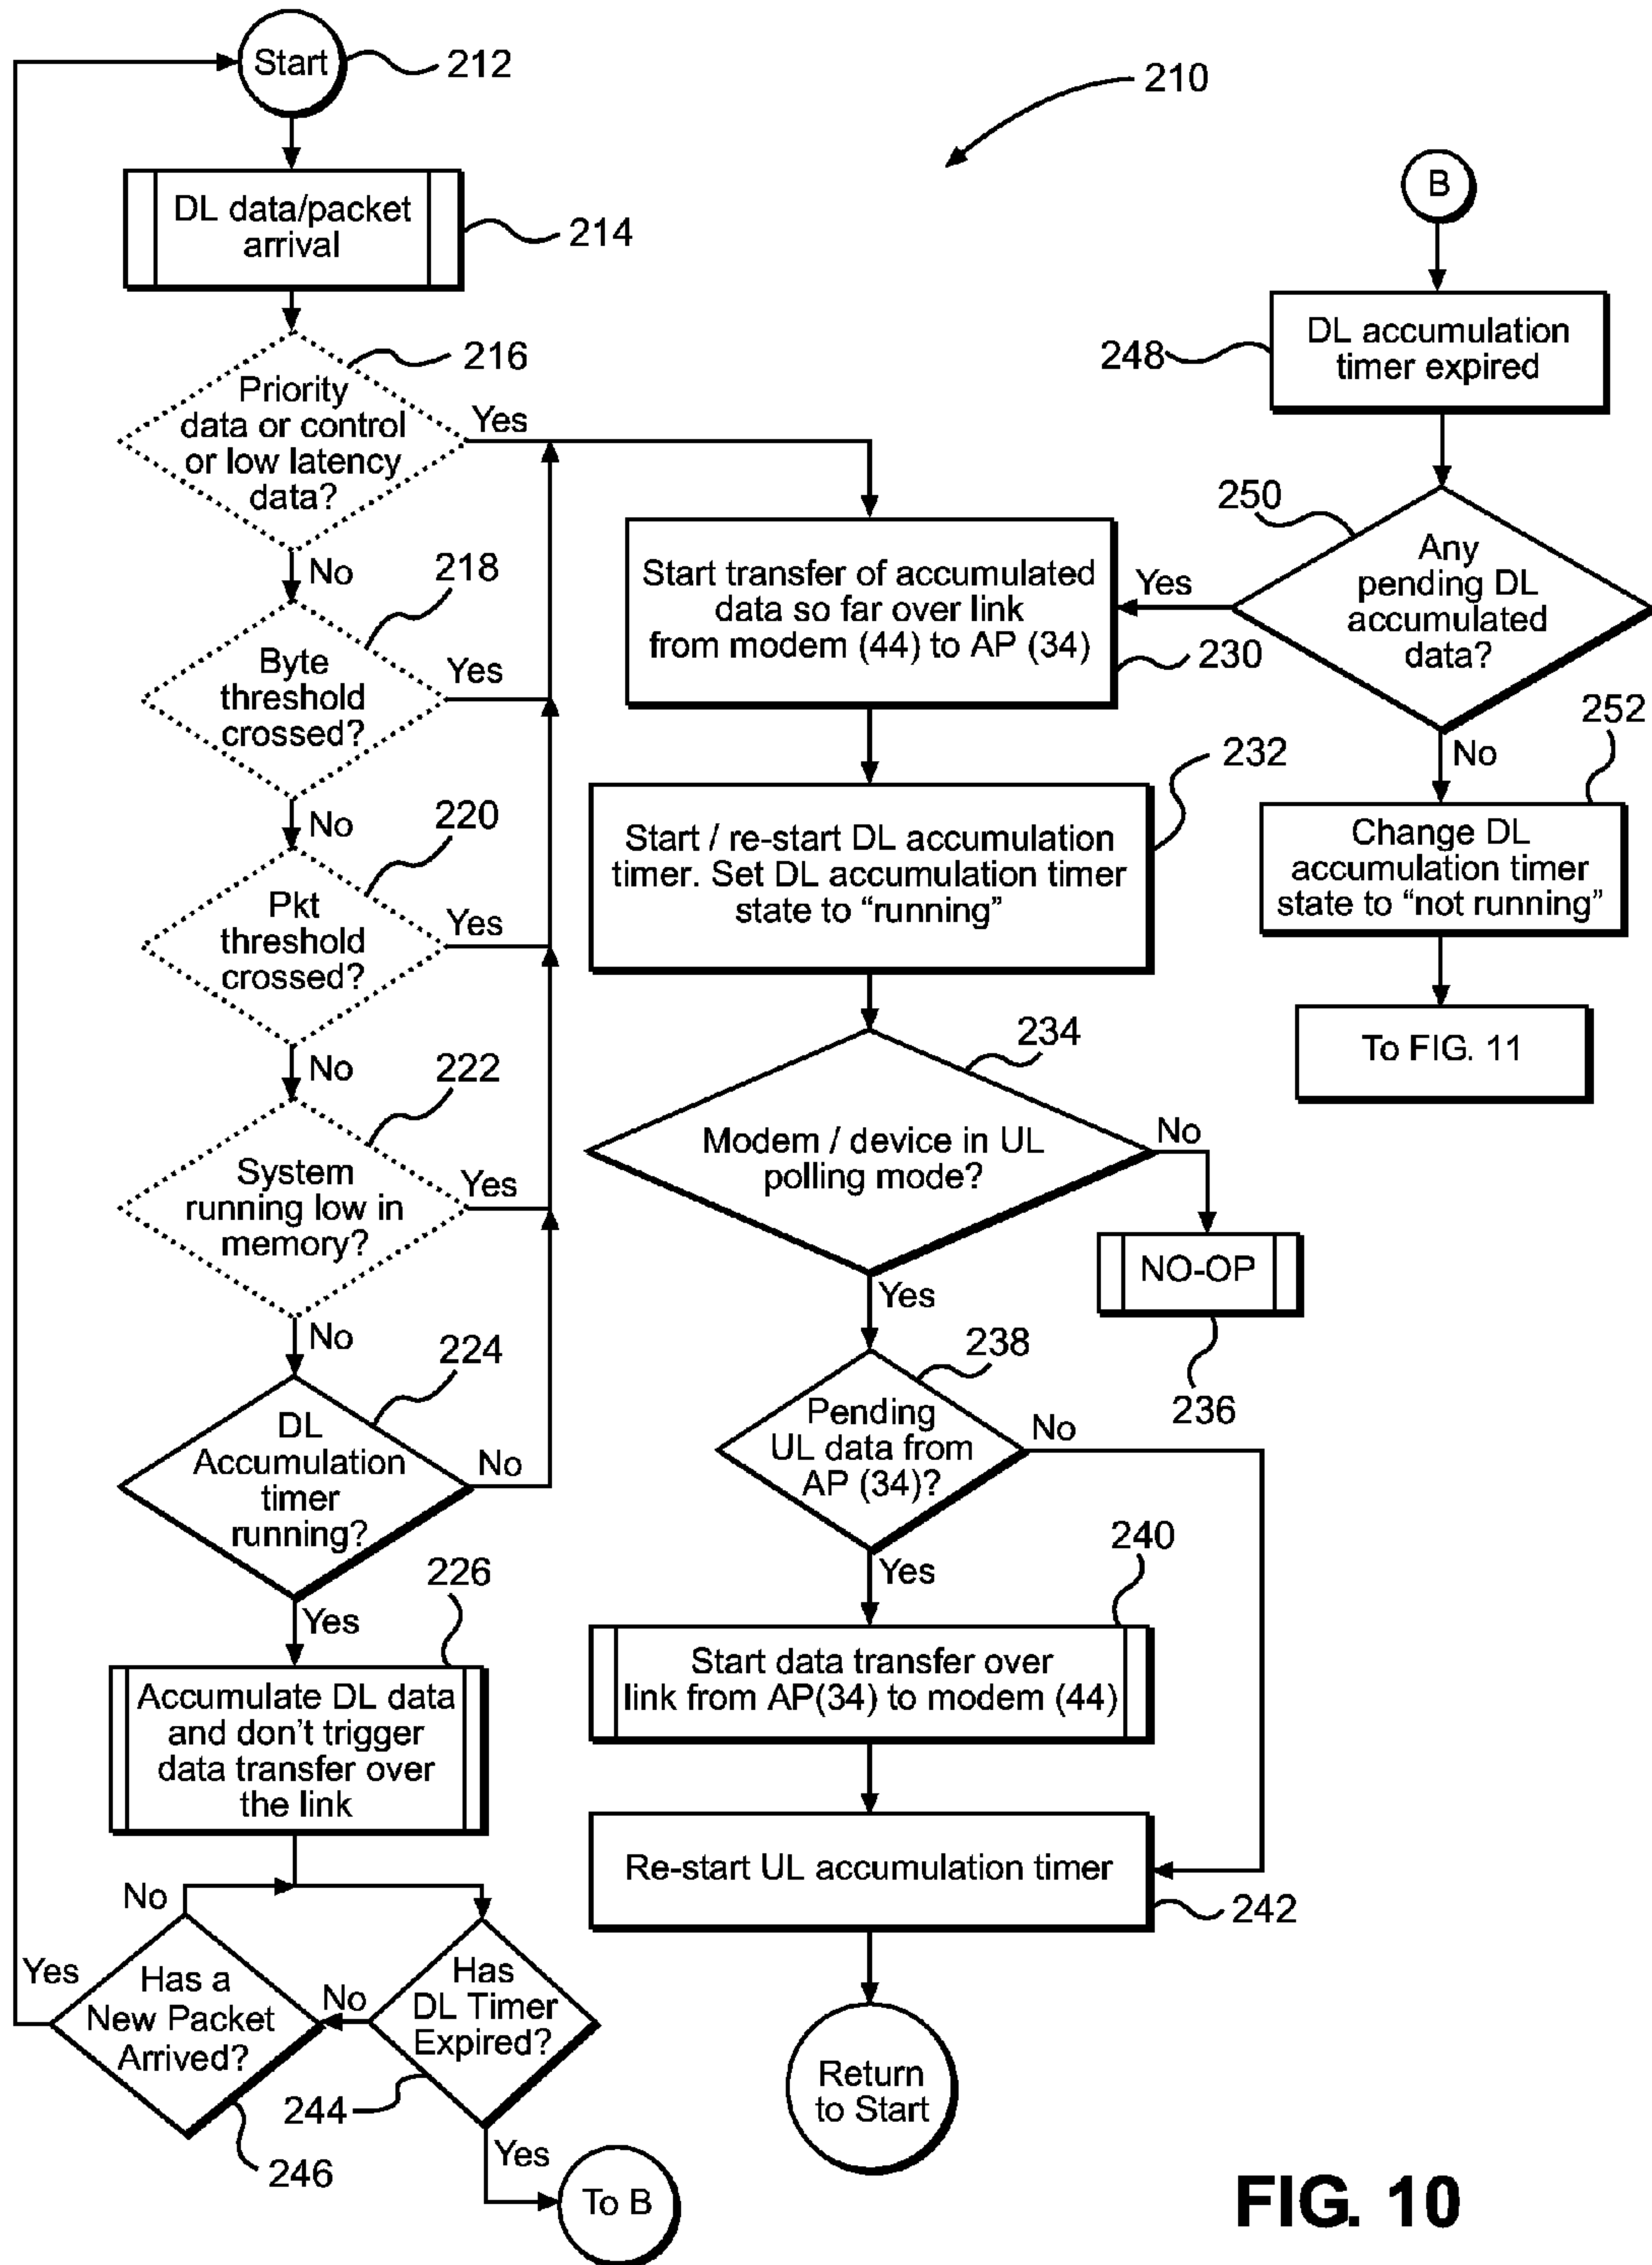 Start
212
210
DL data/packet
arrival
214
216
Priority
data or control
or low latency
data?
Yes
No
218
Byte
threshold
crossed?
Yes
No
220
Pkt
threshold
crossed?
Yes
No
222
System
running low in
memory?
Yes
No
224
DL
Accumulation
timer
running?
No
Yes
226
Accumulate DL data
and don't trigger
data transfer over
the link
No
Yes
Has a
New Packet
Arrived?
246
No
Has
DL Timer
Expired?
244
Yes
To B
Start transfer of accumulated
data so far over link
from modem (44) to AP (34)
230
Start / re-start DL accumulation
timer. Set DL accumulation timer
state to “running”
232
234
Modem / device in UL
polling mode?
No
NO-OP
236
Yes
238
Pending
UL data from
AP (34)?
No
Yes
240
Start data transfer over
link from AP(34) to modem (44)
Re-start UL accumulation timer
242
Return
to Start
B
248
DL accumulation
timer expired
250
Any
pending DL
accumulated
data?
Yes
No
252
Change DL
accumulation timer
state to “not running”
To FIG. 11
FIG. 10